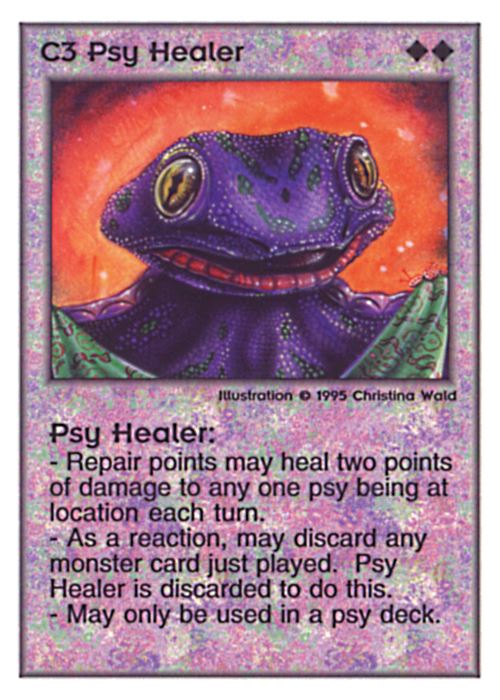 C3 Psy Healer
Illustration © 1995 Christina Wald
Psy Healer:
- Repair points may heal two points
of damage to any one psy being at
location each turn.
- As a reaction, may discard any
monster card just played.  Psy
Healer is discarded to do this.
- May only be used in a psy deck.